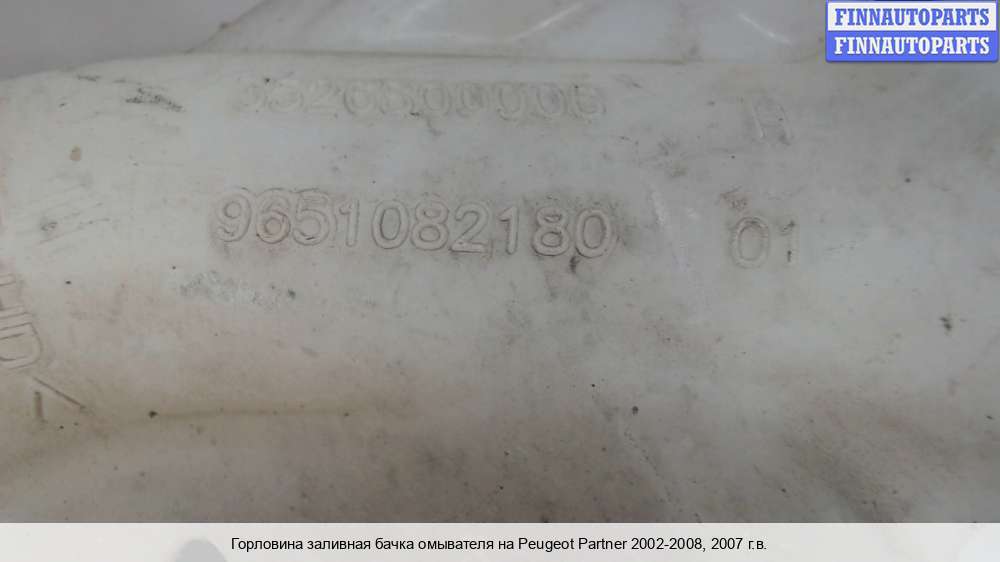 FINNAUTOPARTS
FINNAUTOPARTS
H
9651082180
01
Горловина заливная бачка омывателя на Peugeot Partner 2002-2008, 2007 г.в.